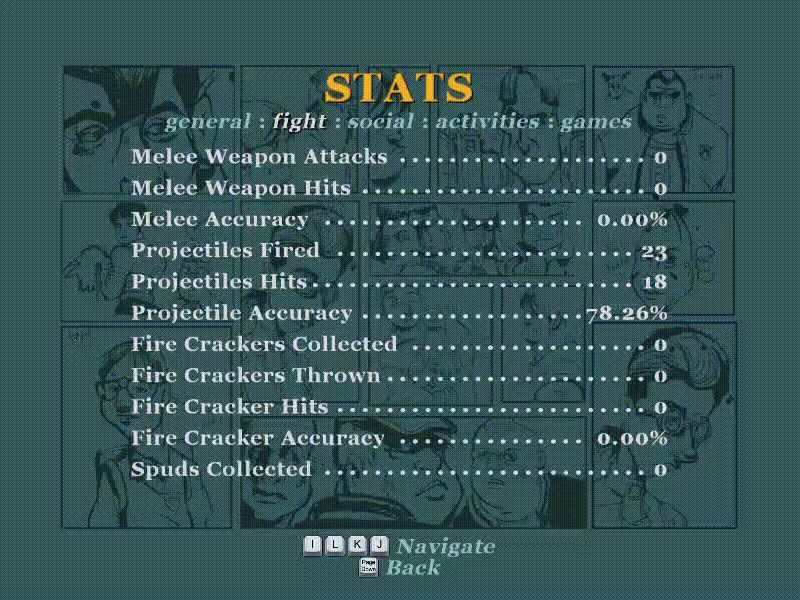 STATS
general : fight : social : activities : games
Melee Weapon Attacks . . . . . . . . . . . . . . . . 0
Melee Weapon Hits . . . . . . . . . . . . . . . . . . 0
Melee Accuracy . . . . . . . . . . . . . . . . . 0.00%
Projectiles Fired . . . . . . . . . . . . . . . . . . . 23
Projectiles Hits . . . . . . . . . . . . . . . . . . . . . 18
Projectile Accuracy . . . . . . . . . . . . . . . 78.26%
Fire Crackers Collected . . . . . . . . . . . . . . . 0
Fire Crackers Thrown . . . . . . . . . . . . . . . . . 0
Fire Cracker Hits . . . . . . . . . . . . . . . . . . . . 0
Fire Cracker Accuracy . . . . . . . . . . . . 0.00%
Spuds Collected . . . . . . . . . . . . . . . . . . . . . 0
I L K J Navigate
Page Down Back